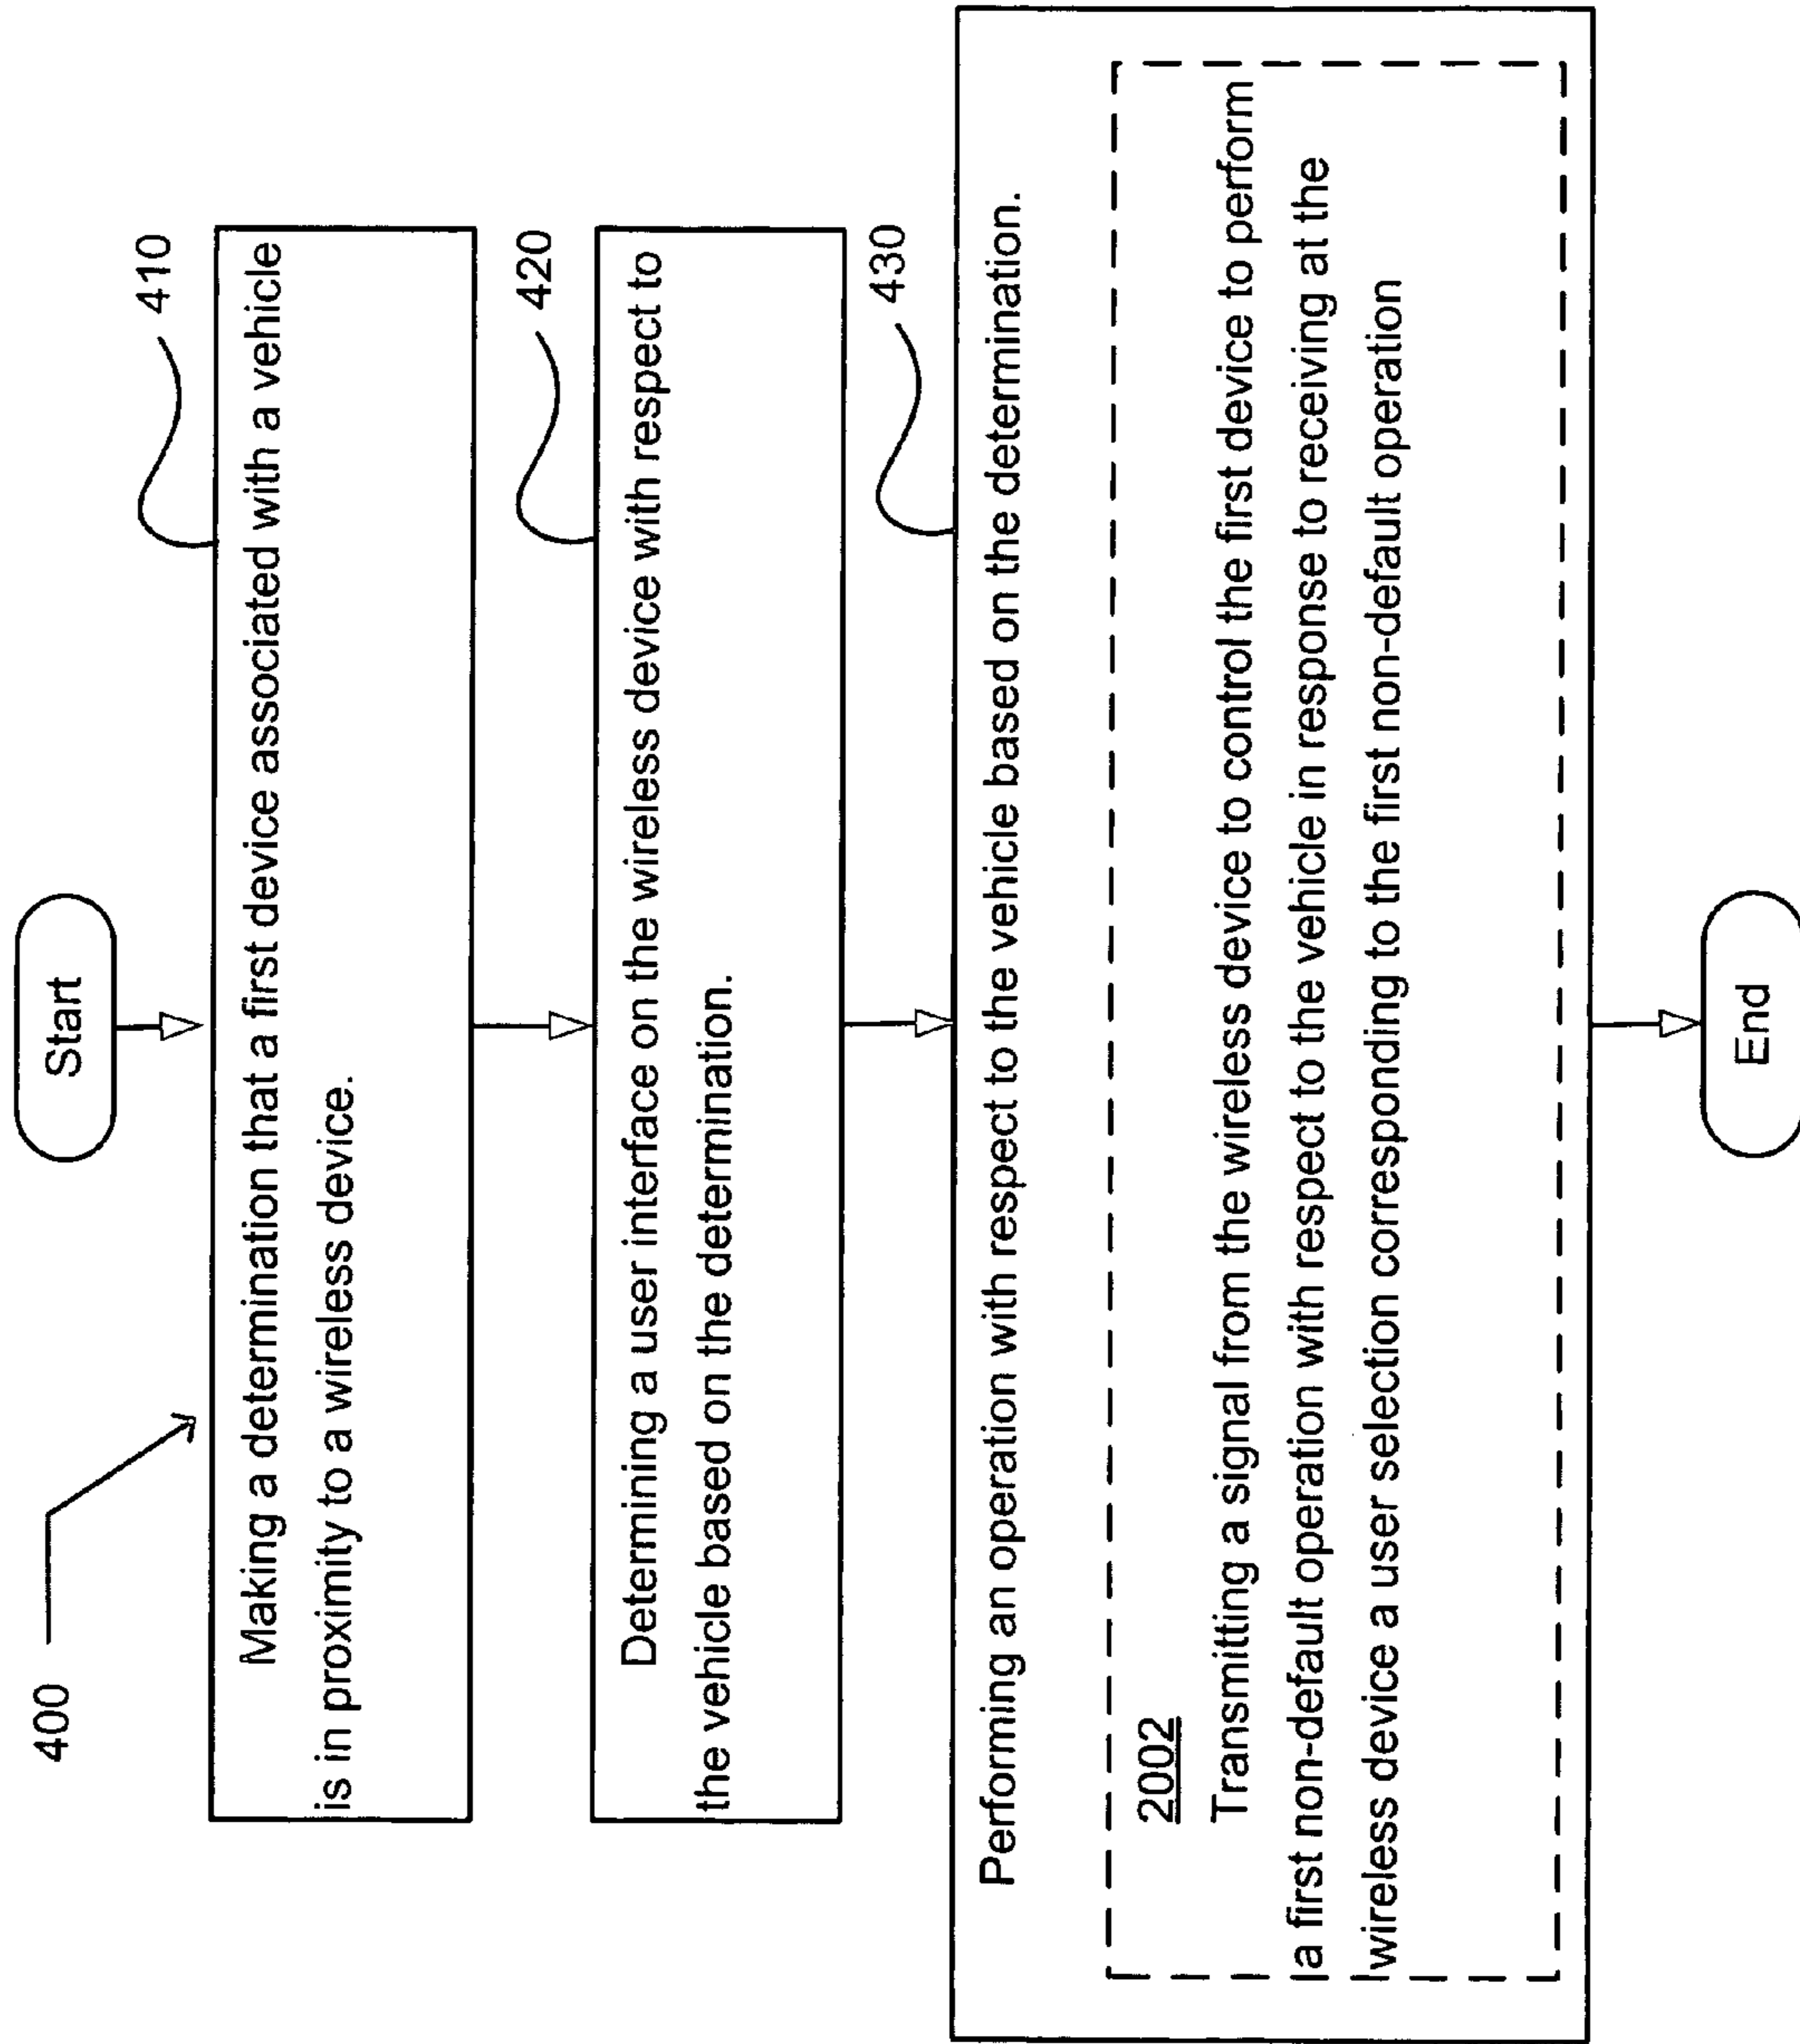 400
Start
410
Making a determination that a first device associated with a vehicle
is in proximity to a wireless device.
420
Determining a user interface on the wireless device with respect to
the vehicle based on the determination.
430
Performing an operation with respect to the vehicle based on the determination.
2002
Transmitting a signal from the wireless device to control the first device to perform
a first non-default operation with respect to the vehicle in response to receiving at the
wireless device a user selection corresponding to the first non-default operation
End